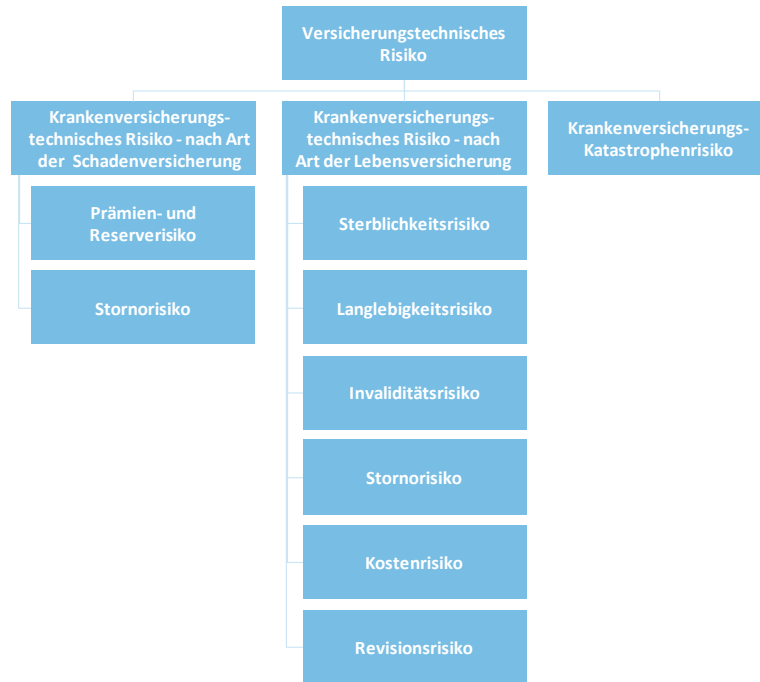 Versicherungstechnisches
Risiko
Krankenversicherungs-
technisches Risiko - nach Art
der Schadenversicherung
Krankenversicherungs-
technisches Risiko - nach
Art der Lebensversicherung
Krankenversicherungs-
Katastrophenrisiko
Prämien- und
Reserverisiko
Stornorisiko
Sterblichkeitsrisiko
Langlebigkeitsrisiko
Invaliditätsrisiko
Stornorisiko
Kostenrisiko
Revisionsrisiko